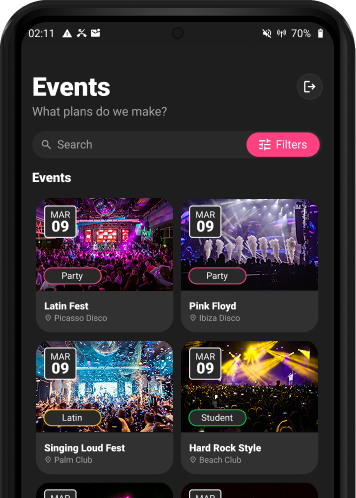 02:11 70%
Events
What plans do we make?
Search Filters
Events
MAR
09
Party
Latin Fest
Picasso Disco
MAR
09
Party
Pink Floyd
Ibiza Disco
MAR
09
Latin
Singing Loud Fest
Palm Club
MAR
09
Student
Hard Rock Style
Beach Club
MAR
MAR